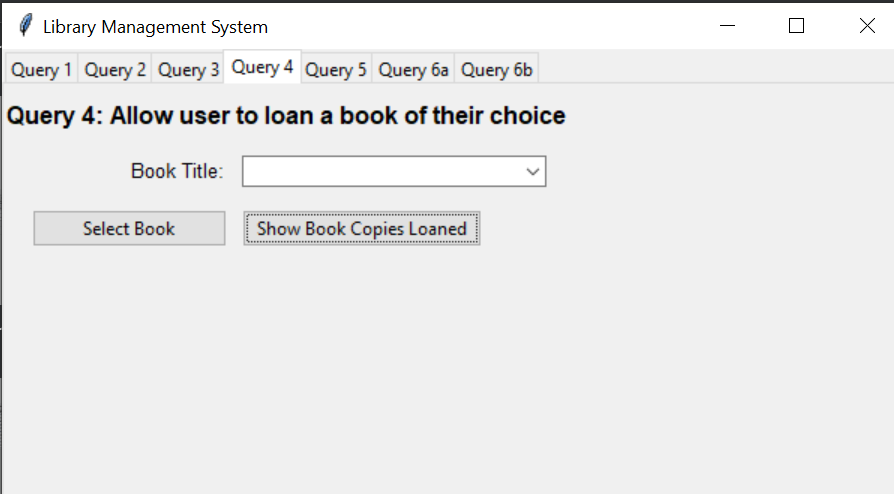 Library Management System
Query 1 Query 2 Query 3 Query 4 Query 5 Query 6a Query 6b
Query 4: Allow user to loan a book of their choice
Book Title:
Select Book Show Book Copies Loaned